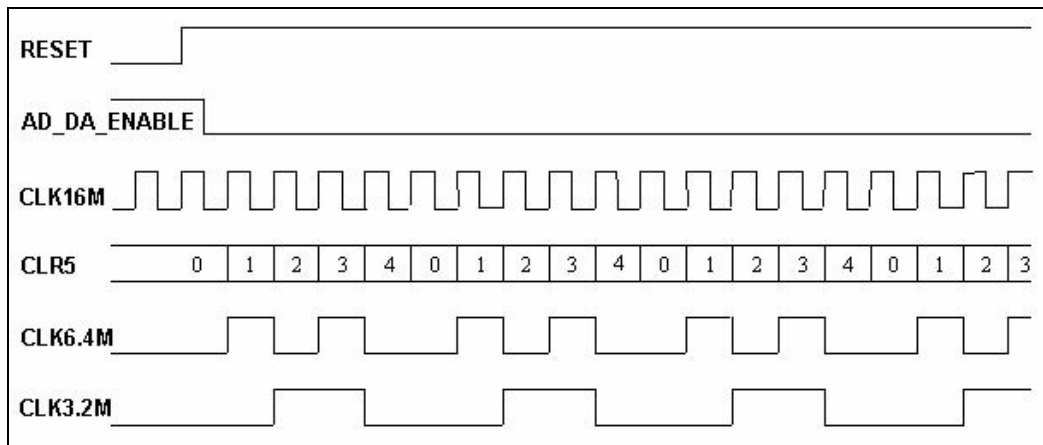 RESET
AD_DA_ENABLE
CLK16M
CLR5 0 1 2 3 4 0 1 2 3 4 0 1 2 3 4 0 1 2 3
CLK6.4M
CLK3.2M